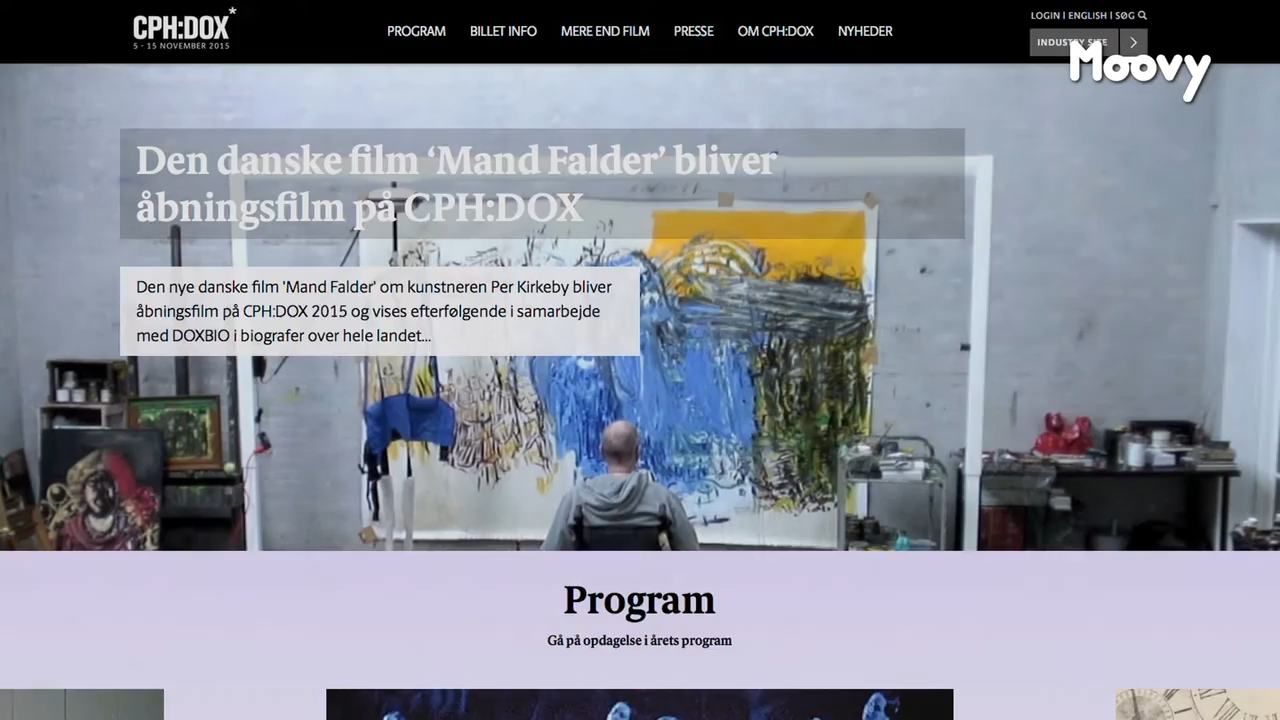 CPH:DOX*
5 - 15 NOVEMBER 2015
PROGRAM BILLET INFO MERE END FILM PRESSE OM CPH:DOX NYHEDER
LOGIN | ENGLISH | SØG
INDUSTRY SITE
Moovy
Den danske film ‘Mand Falder’ bliver
åbningsfilm på CPH:DOX
Den nye danske film 'Mand Falder' om kunstneren Per Kirkeby bliver
åbningsfilm på CPH:DOX 2015 og vises efterfølgende i samarbejde
med DOXBIO i biografer over hele landet...
Program
Gå på opdagelse i årets program